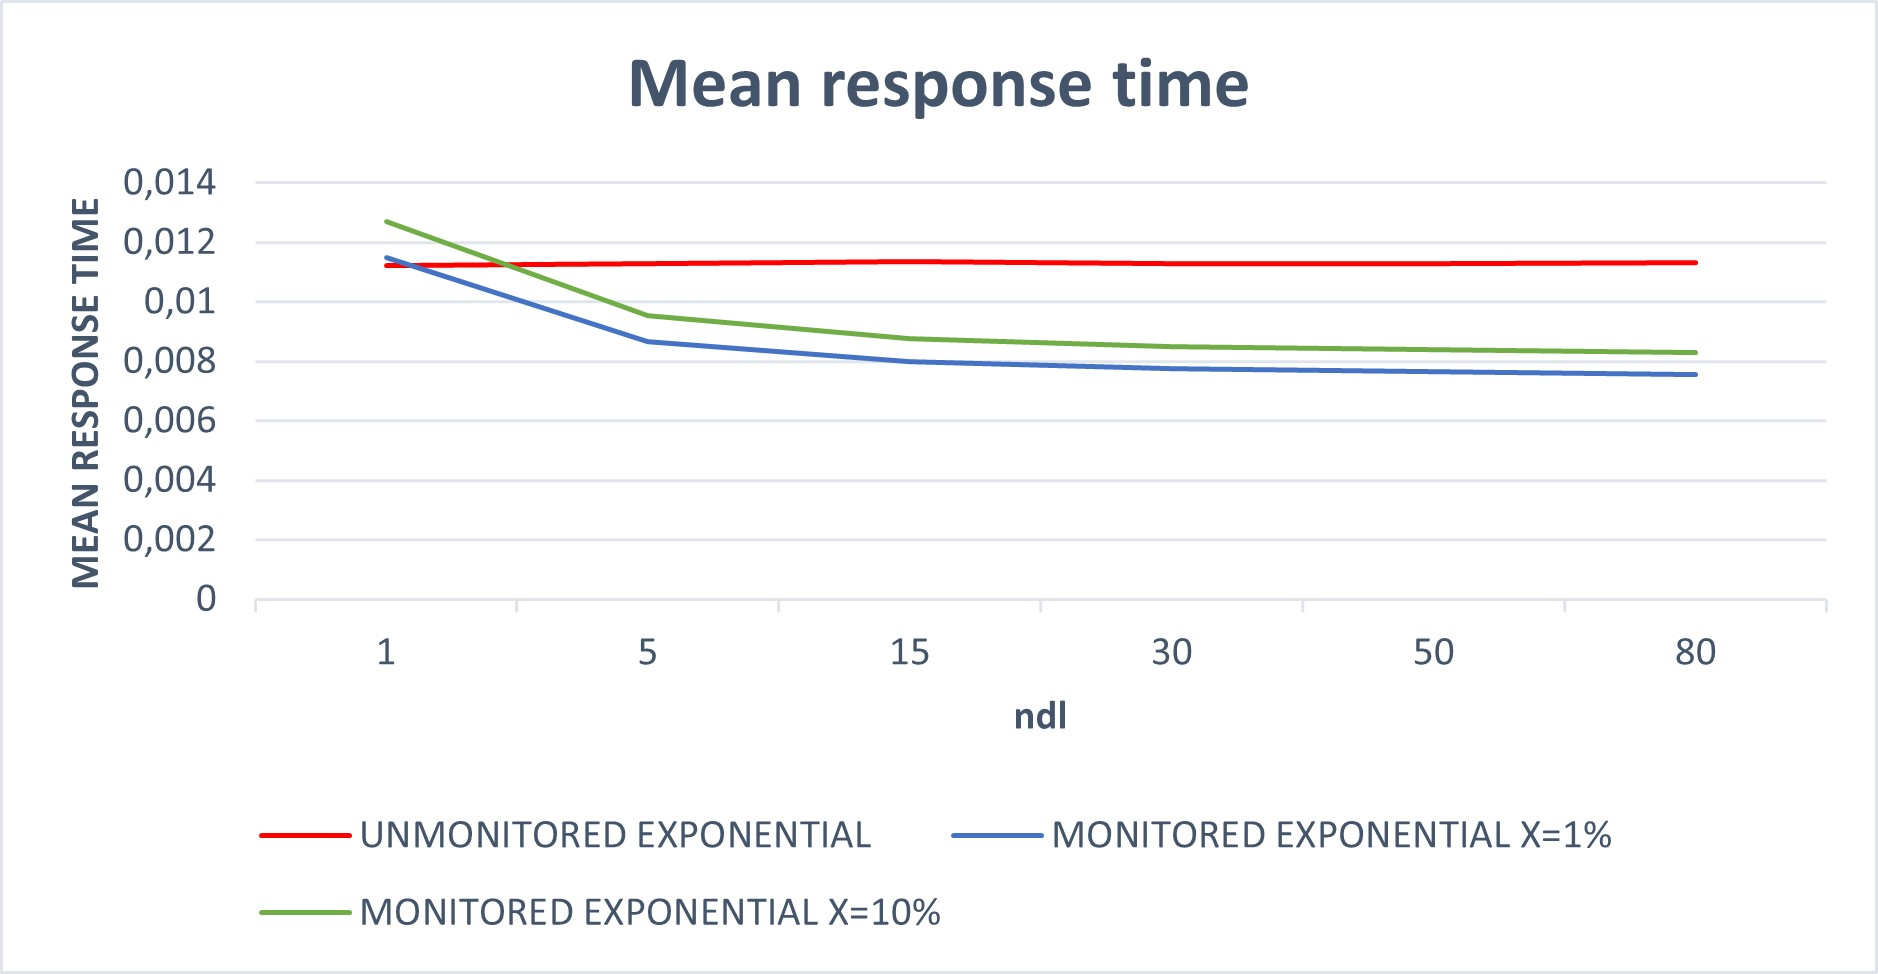 Mean response time
MEAN RESPONSE TIME
0,014
0,012
0,01
0,008
0,006
0,004
0,002
0
1 5 15 30 50 80
ndl
UNMONITORED EXPONENTIAL MONITORED EXPONENTIAL X=1%
MONITORED EXPONENTIAL X=10%